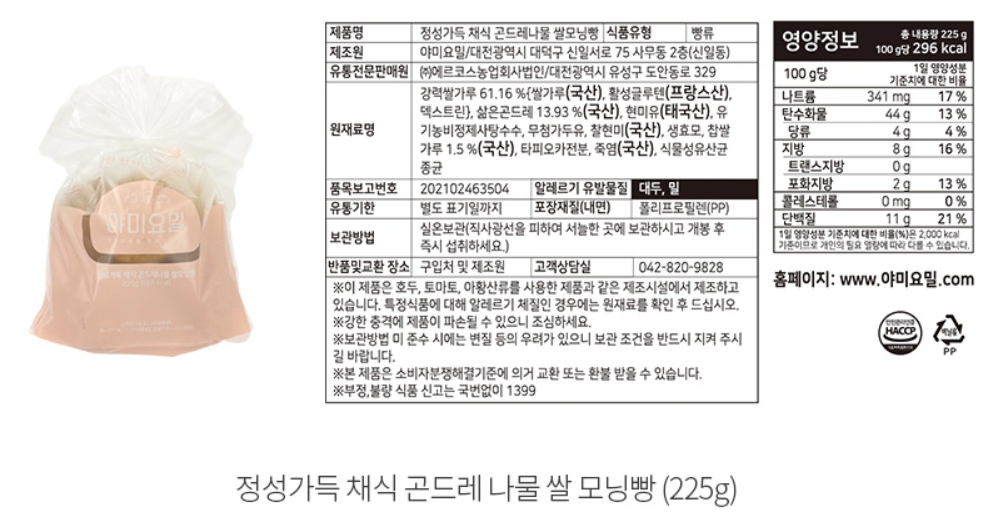 야미요밀
제품명 정성가득 채식 곤드레나물 쌀모닝빵 식품유형 빵류
제조원 야미요밀/대전광역시 대덕구 신일서로 75 사무동 2층(신일동)
유통전문판매원 ㈜에르코스농업회사법인/대전광역시 유성구 도안동로 329
원재료명
강력쌀가루 61.16 %{쌀가루(국산), 활성글루텐(프랑스산),
덱스트린}, 삶은곤드레 13.93 %(국산), 현미유(태국산), 유
기농비정제사탕수수, 무첨가두유, 찰현미(국산), 생효모, 찹쌀
가루 1.5 %(국산), 타피오카전분, 죽염(국산), 식물성유산균
종균
품목보고번호 202102463504 알레르기 유발물질 대두, 밀
유통기한 별도 표기일까지 포장재질(내면) 폴리프로필렌(PP)
보관방법
실온보관(직사광선을 피하여 서늘한 곳에 보관하시고 개봉 후
즉시 섭취하세요.)
반품및교환 장소 구입처 및 제조원 고객상담실 042-820-9828
※이 제품은 호두, 토마토, 아황산류를 사용한 제품과 같은 제조시설에서 제조하고
있습니다. 특정식품에 대해 알레르기 체질인 경우에는 원재료를 확인 후 드십시오.
※강한 충격에 제품이 파손될 수 있으니 조심하세요.
※보관방법 미 준수 시에는 변질 등의 우려가 있으니 보관 조건을 반드시 지켜 주시
길 바랍니다.
※본 제품은 소비자분쟁해결기준에 의거 교환 또는 환불 받을 수 있습니다.
※부정,불량 식품 신고는 국번없이 1399
영양정보
총 내용량 225 g
100 g당 296 kcal
100 g당
1일 영양성분
기준치에 대한 비율
나트륨 341 mg 17 %
탄수화물 44 g 13 %
당류 4 g 4 %
지방 8 g 16 %
트랜스지방 0 g
포화지방 2 g 13 %
콜레스테롤 0 mg 0 %
단백질 11 g 21 %
1일 영양성분 기준치에 대한 비율(%)은 2,000 kcal
기준이므로 개인의 필요 열량에 따라 다를 수 있습니다.
홈페이지: www.야미요밀.com
HACCP
PP
정성가득 채식 곤드레 나물 쌀 모닝빵 (225g)